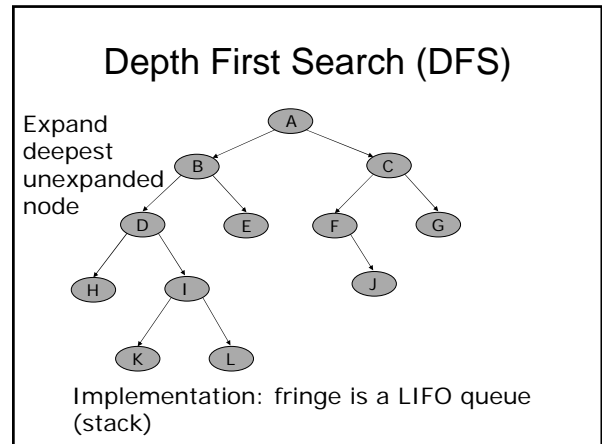 Depth First Search (DFS)
Expand
deepest
unexpanded
node
A
B
C
D
E
F
G
H
I
J
K
L
Implementation: fringe is a LIFO queue
(stack)